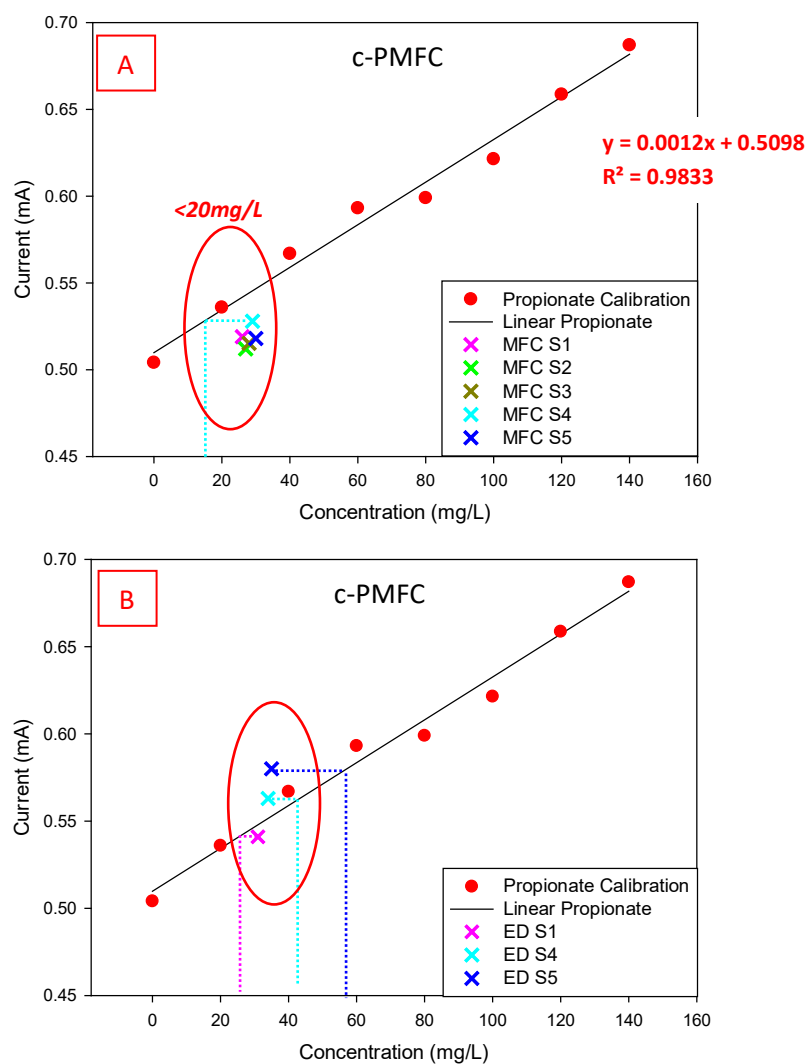 A
c-PMFC
0.70
0.65
0.60
0.55
0.50
0.45
Current (mA)
<20mg/L
y = 0.0012x + 0.5098
R² = 0.9833
Propionate Calibration
Linear Propionate
MFC S1
MFC S2
MFC S3
MFC S4
MFC S5
0 20 40 60 80 100 120 140 160
Concentration (mg/L)
B
c-PMFC
0.70
0.65
0.60
0.55
0.50
0.45
Current (mA)
Propionate Calibration
Linear Propionate
ED S1
ED S4
ED S5
0 20 40 60 80 100 120 140 160
Concentration (mg/L)